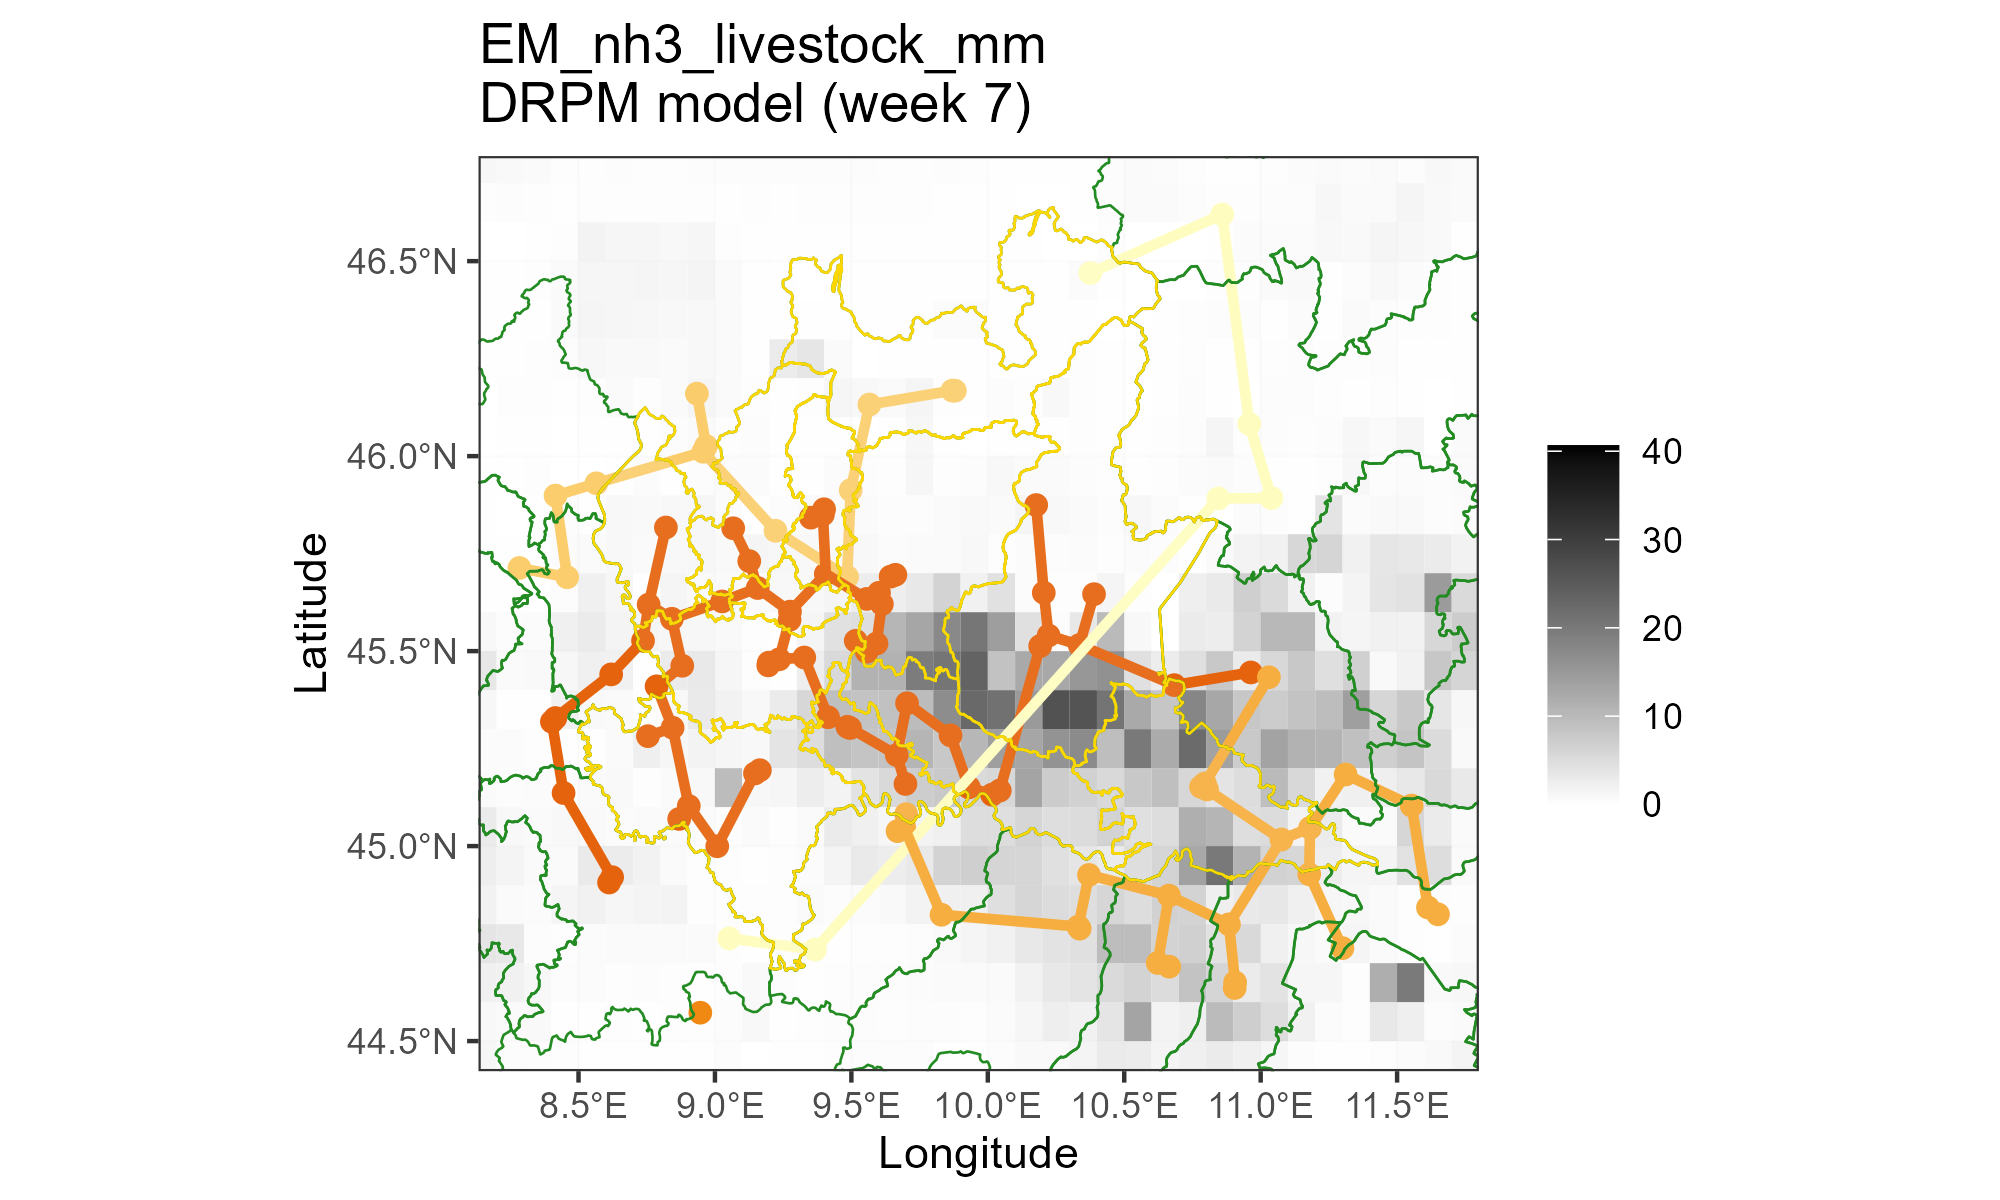 EM_nh3_livestock_mm
DRPM model (week 7)
46.5°N
46.0°N
45.5°N
45.0°N
44.5°N
Latitude
8.5°E
9.0°E
9.5°E
10.0°E
10.5°E
11.0°E
11.5°E
Longitude
40
30
20
10
0